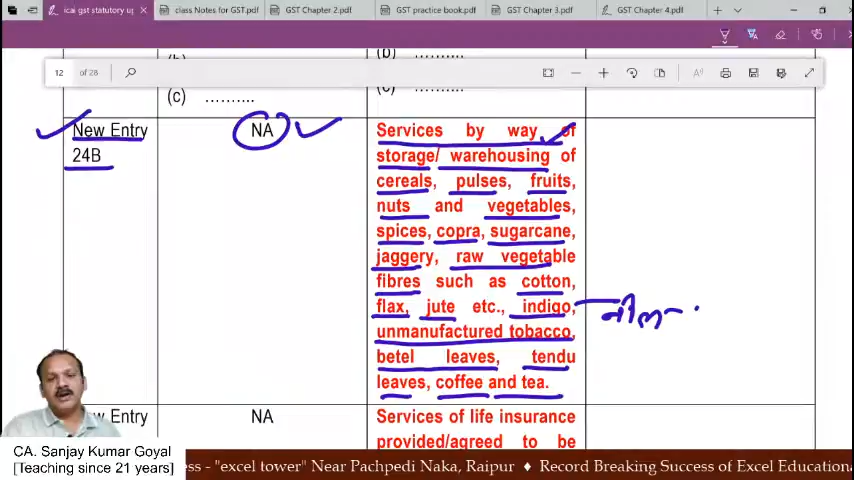 icai gst statutory up
class Notes for GST.pdf
GST Chapter 2.pdf
GST practice book.pdf
GST Chapter 3.pdf
GST Chapter 4.pdf
12 of 28
(b) ..........
(c) ..........
New Entry 24B
NA
Services by way of
storage/ warehousing of
cereals, pulses, fruits,
nuts and vegetables,
spices, copra, sugarcane,
jaggery, raw vegetable
fibres such as cotton,
flax, jute etc., indigo,
unmanufactured tobacco,
betel leaves, tendu
leaves, coffee and tea.
नील
NA
Services of life insurance
provided/agreed to be
CA. Sanjay Kumar Goyal
[Teaching since 21 years]
ess - "excel tower" Near Pachpedi Naka, Raipur ♦ Record Breaking Success of Excel Educationa